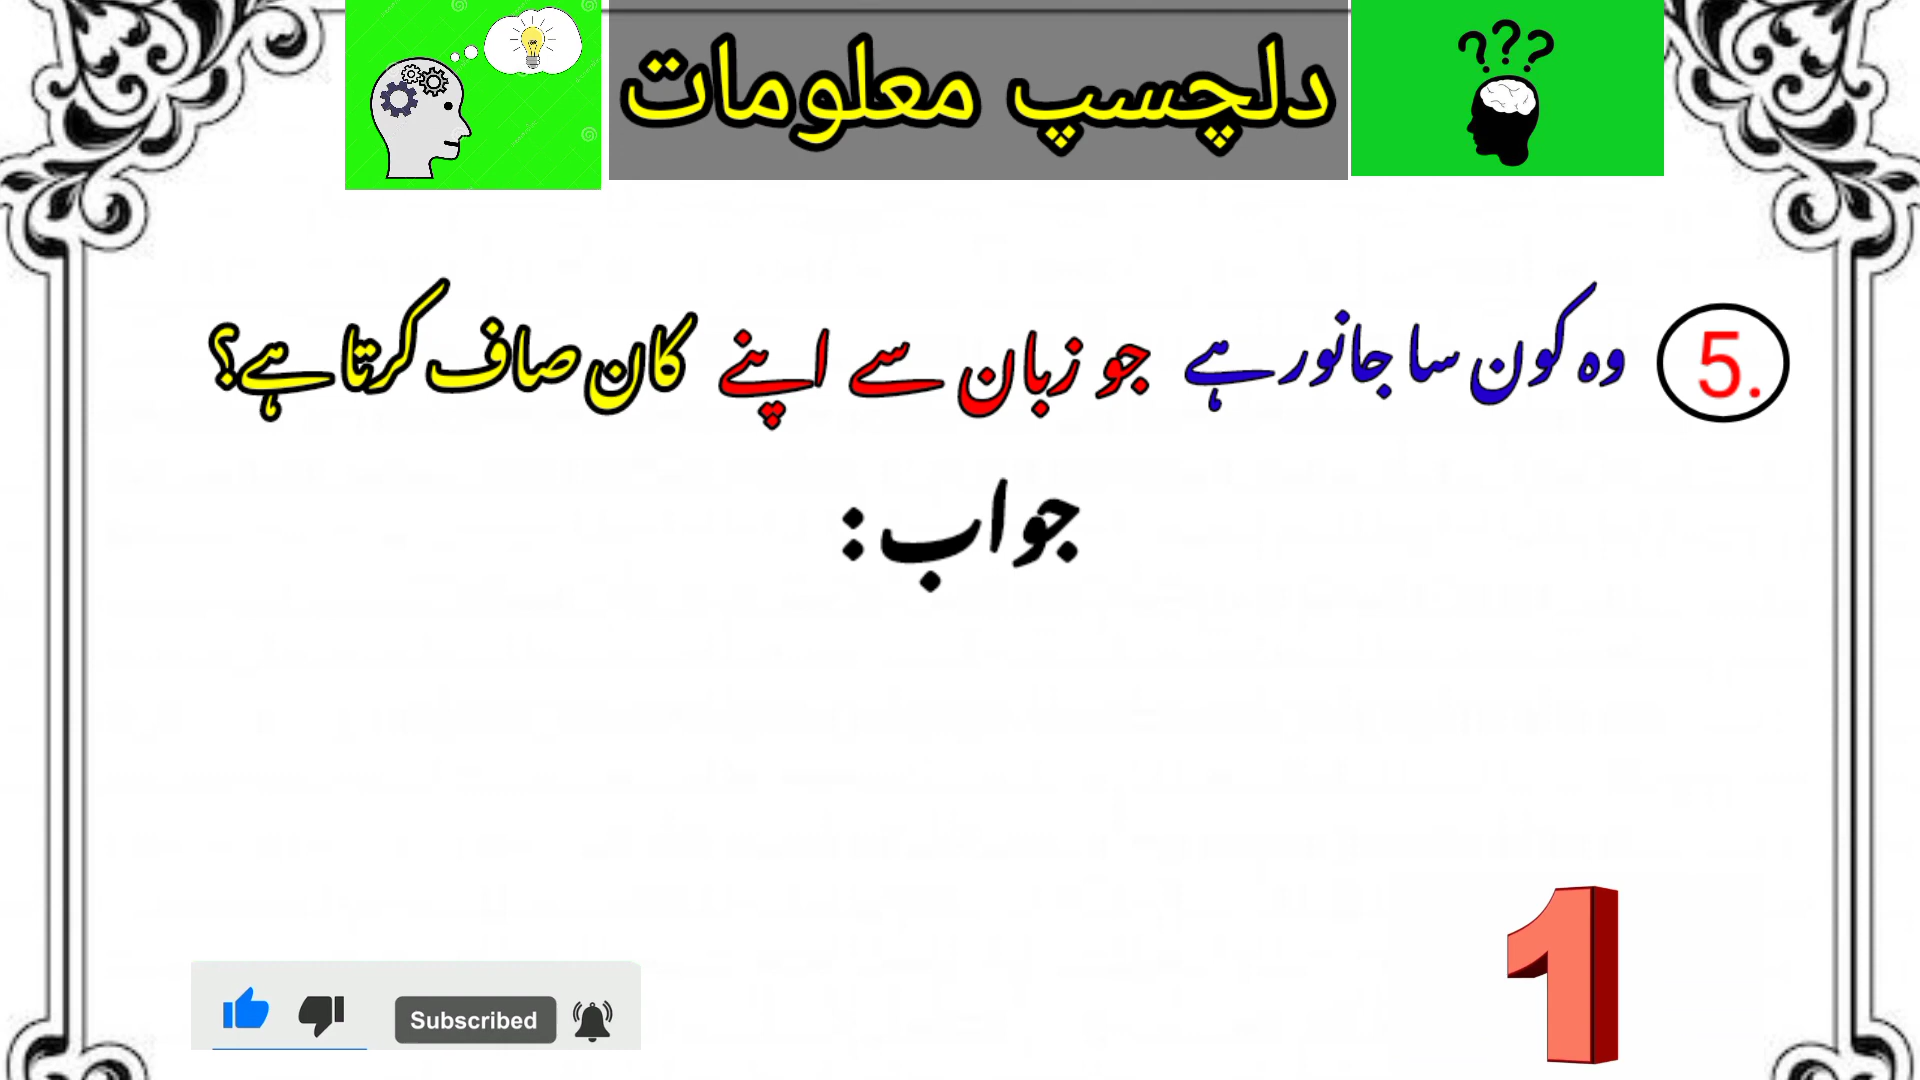 دلچسپ معلومات
5. وہ کون سا جانور ہے جو زبان سے اپنے کان صاف کرتا ہے؟
جواب :
1
Subscribed